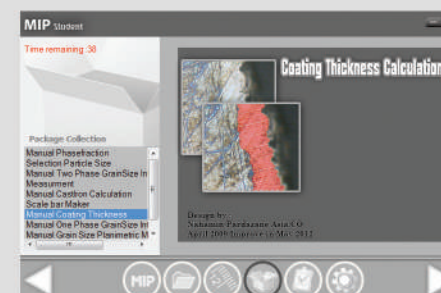 MIP Student
Time remaining :38
Package Collection
Manual Phasefraction
Selection Particle Size
Manual Two Phase GrainSize In
Measurment
Manual CastIron Calculation
Scale bar Maker
Manual Coating Thickness
Manual One Phase GrainSize Int
Manual Grain Size Planimetric M
Coating Thickness Calculation
Design by:
Nahamin Pardazane Asia CO
April 2009 Improve in May 2012
MIP